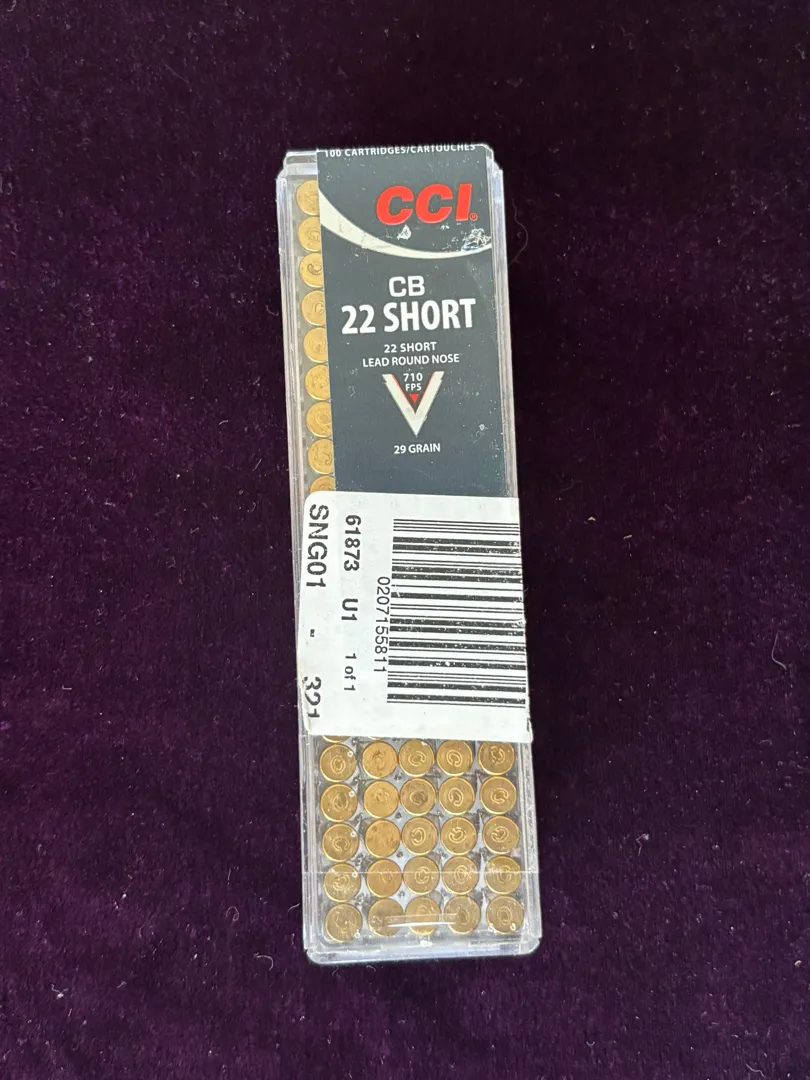 100 CARTRIDGES/CARTOUCHES
CCI®
CB
22 SHORT
22 SHORT
LEAD ROUND NOSE
710
FPS
29 GRAIN
0207155811
61873 U1 1 of 1
SNG01 - 321
C
C
C
C
C
C
C
C
C
C
C
C